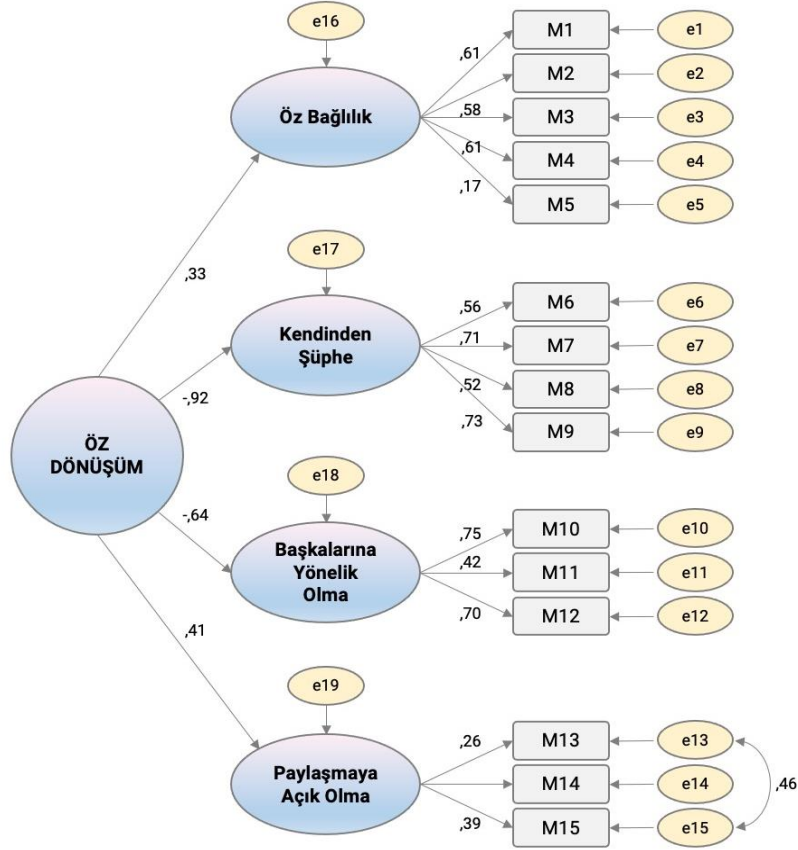 e16
Öz Bağlılık
,61
,58
,61
,17
M1
e1
M2
e2
M3
e3
M4
e4
M5
e5
,33
e17
Kendinden
Şüphe
,56
,71
,52
,73
M6
e6
M7
e7
M8
e8
M9
e9
-,92
ÖZ
DÖNÜŞÜM
-,64
e18
Başkalarına
Yönelik
Olma
,75
,42
,70
M10
e10
M11
e11
M12
e12
,41
e19
Paylaşmaya
Açık Olma
,26
,39
M13
e13
M14
e14
M15
e15
,46